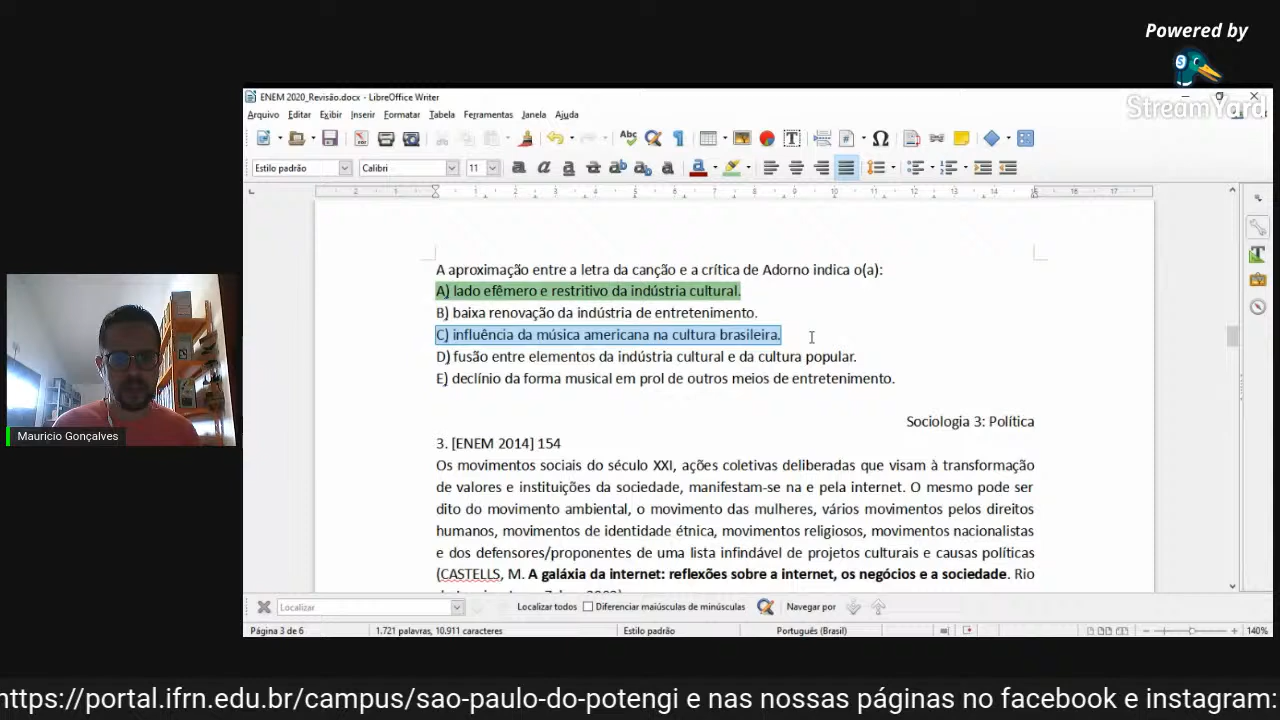 Powered by
StreamYard
ENEM 2020_Revisão.docx - LibreOffice Writer
Arquivo Editar Exibir Inserir Formatar Tabela Ferramentas Janela Ajuda
Estilo padrão Calibri 11
A aproximação entre a letra da canção e a crítica de Adorno indica o(a):
A) lado efêmero e restritivo da indústria cultural.
B) baixa renovação da indústria de entretenimento.
C) influência da música americana na cultura brasileira.
D) fusão entre elementos da indústria cultural e da cultura popular.
E) declínio da forma musical em prol de outros meios de entretenimento.
Sociologia 3: Política
3. [ENEM 2014] 154
Os movimentos sociais do século XXI, ações coletivas deliberadas que visam à transformação
de valores e instituições da sociedade, manifestam-se na e pela internet. O mesmo pode ser
dito do movimento ambiental, o movimento das mulheres, vários movimentos pelos direitos
humanos, movimentos de identidade étnica, movimentos religiosos, movimentos nacionalistas
e dos defensores/proponentes de uma lista infindável de projetos culturais e causas políticas
(CASTELLS, M. A galáxia da internet: reflexões sobre a internet, os negócios e a sociedade. Rio
Localizar Localizar todos Diferenciar maiúsculas de minúsculas Navegar por
Página 3 de 6 1.721 palavras, 10.911 caracteres Estilo padrão Português (Brasil) 140%
Mauricio Gonçalves
https://portal.ifrn.edu.br/campus/sao-paulo-do-potengi e nas nossas páginas no facebook e instagram: